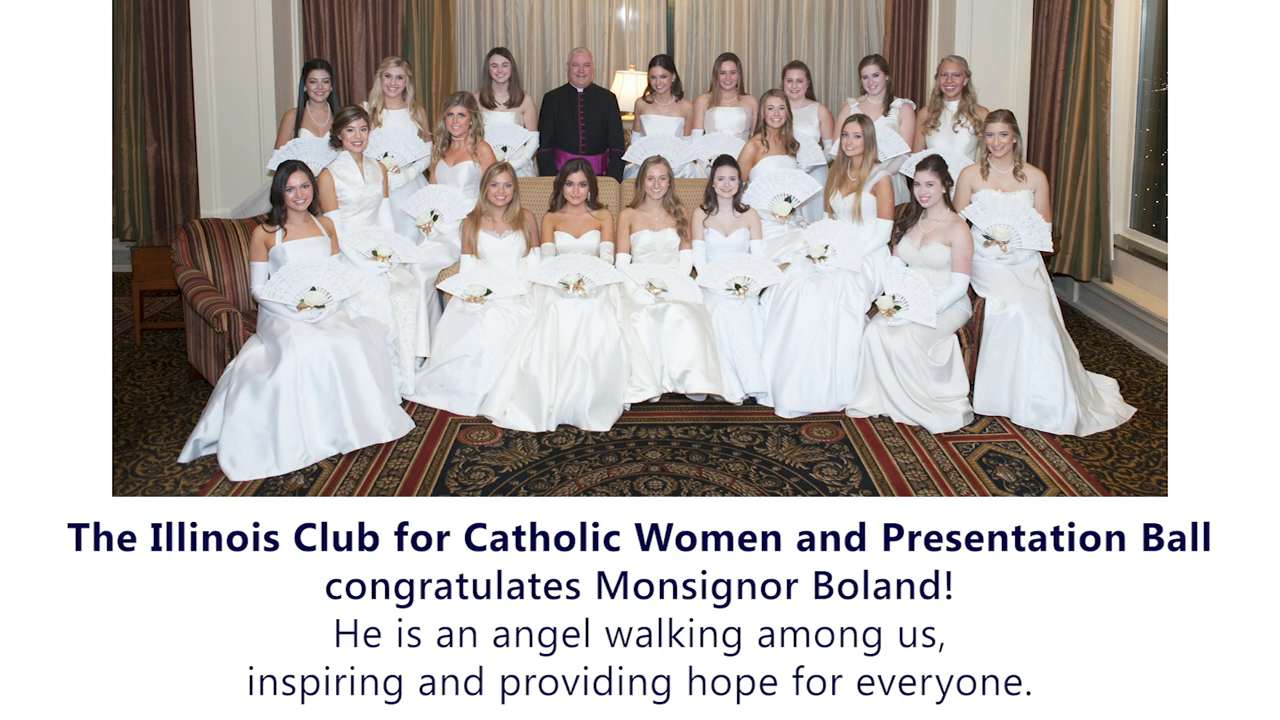 The Illinois Club for Catholic Women and Presentation Ball
congratulates Monsignor Boland!
He is an angel walking among us,
inspiring and providing hope for everyone.